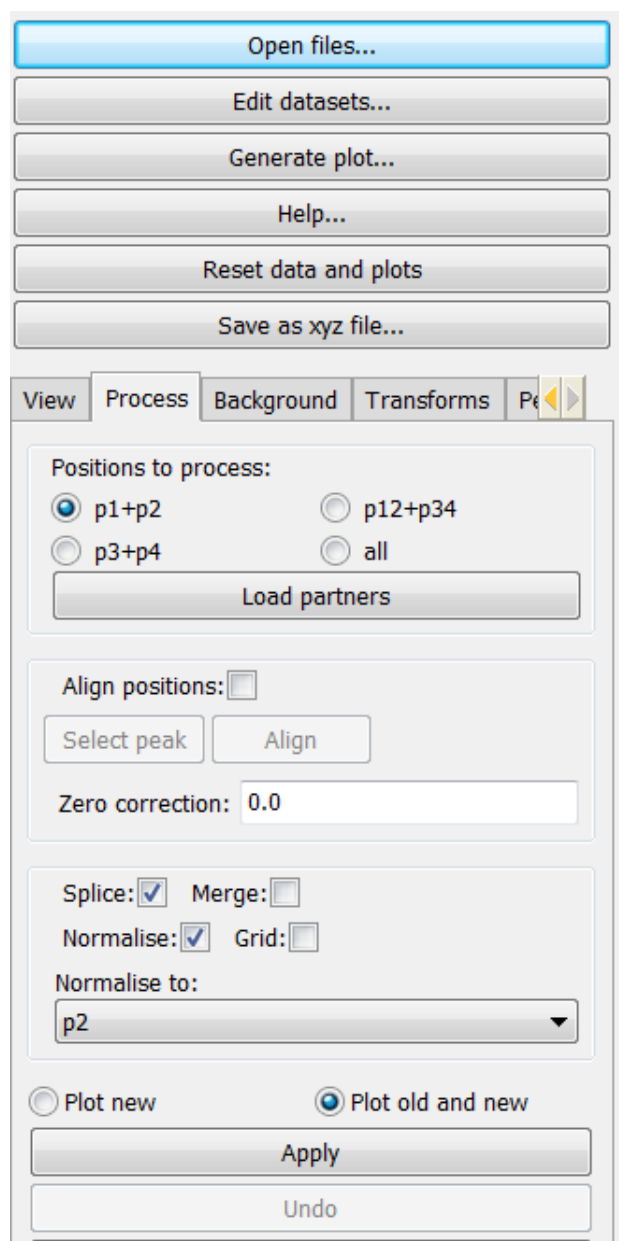 Open files...
Edit datasets...
Generate plot...
Help...
Reset data and plots
Save as xyz file...
View Process Background Transforms
Positions to process:
p1+p2 p12+p34
p3+p4 all
Load partners
Align positions:
Select peak Align
Zero correction: 0.0
Splice: Merge:
Normalise: Grid:
Normalise to:
p2
Plot new Plot old and new
Apply
Undo